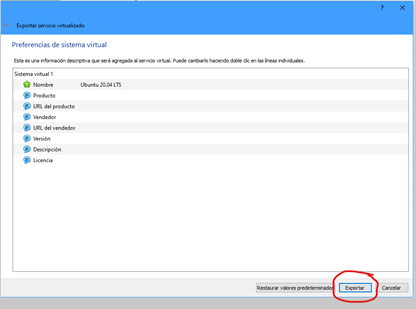 Exportar servicio virtualizado
Preferencias de sistema virtual
Esta es una información descriptiva que será agregada al servicio virtual. Puede cambiarlo haciendo doble clic en las líneas individuales.
Sistema virtual 1
Nombre Ubuntu 20.04 LTS
Producto
URL del producto
Vendedor
URL del vendedor
Versión
Descripción
Licencia
Restaurar valores predeterminados Exportar Cancelar